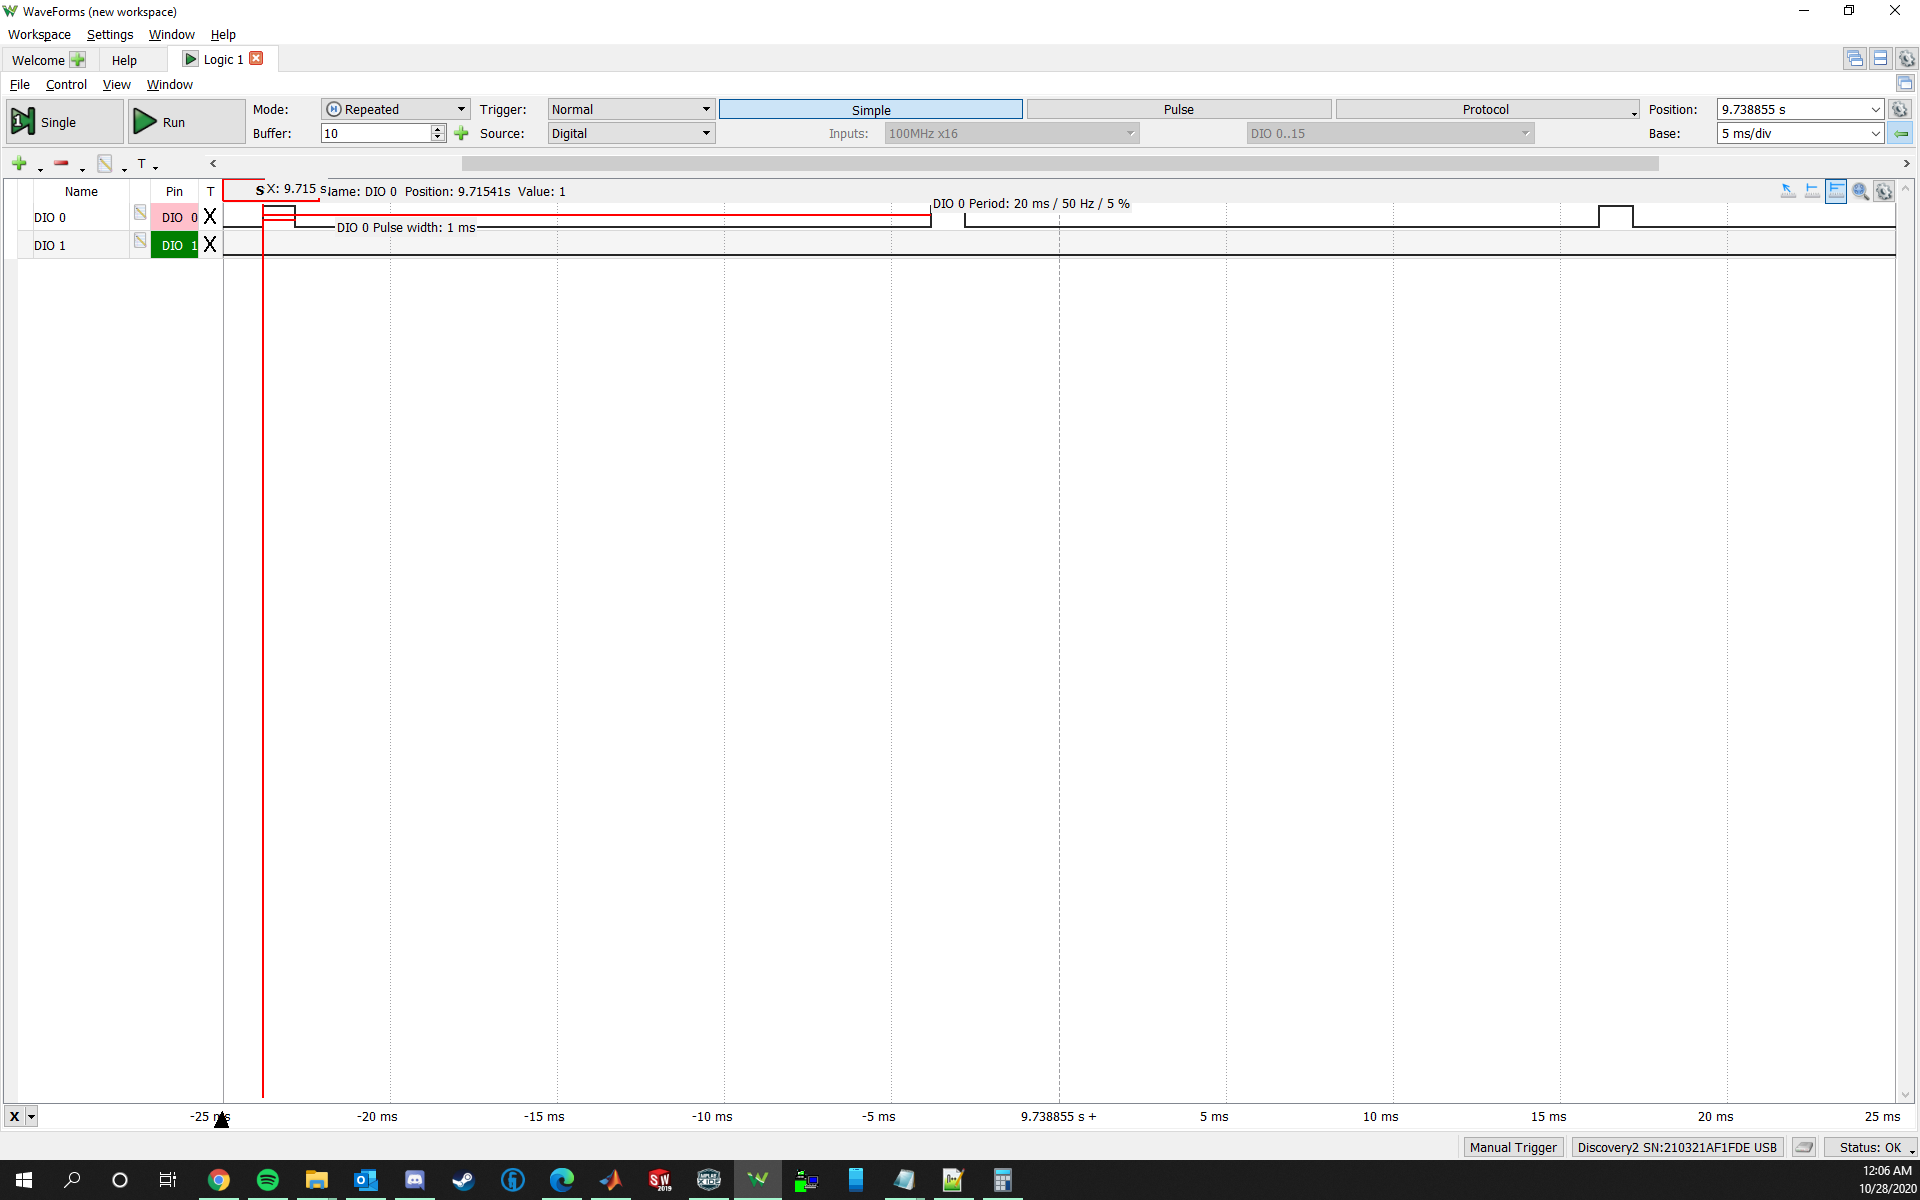 WaveForms (new workspace)
Workspace Settings Window Help
Welcome Help Logic 1
File Control View Window
Single Run Mode: Repeated Trigger: Normal Simple Pulse Protocol Position: 9.738855 s
Buffer: 10 Source: Digital Inputs: 100MHz x16 DIO 0..15 Base: 5 ms/div
T
Name Pin T S X: 9.715 s ame: DIO 0 Position: 9.71541s Value: 1
DIO 0 Period: 20 ms / 50 Hz / 5 %
DIO 0 DIO 0 X
DIO 0 Pulse width: 1 ms
DIO 1 DIO 1 X
X -25 ms -20 ms -15 ms -10 ms -5 ms 9.738855 s + 5 ms 10 ms 15 ms 20 ms 25 ms
Manual Trigger Discovery2 SN:210321AF1FDE USB Status: OK
SW 2019 MPLAB X IDE
12:06 AM
10/28/2020